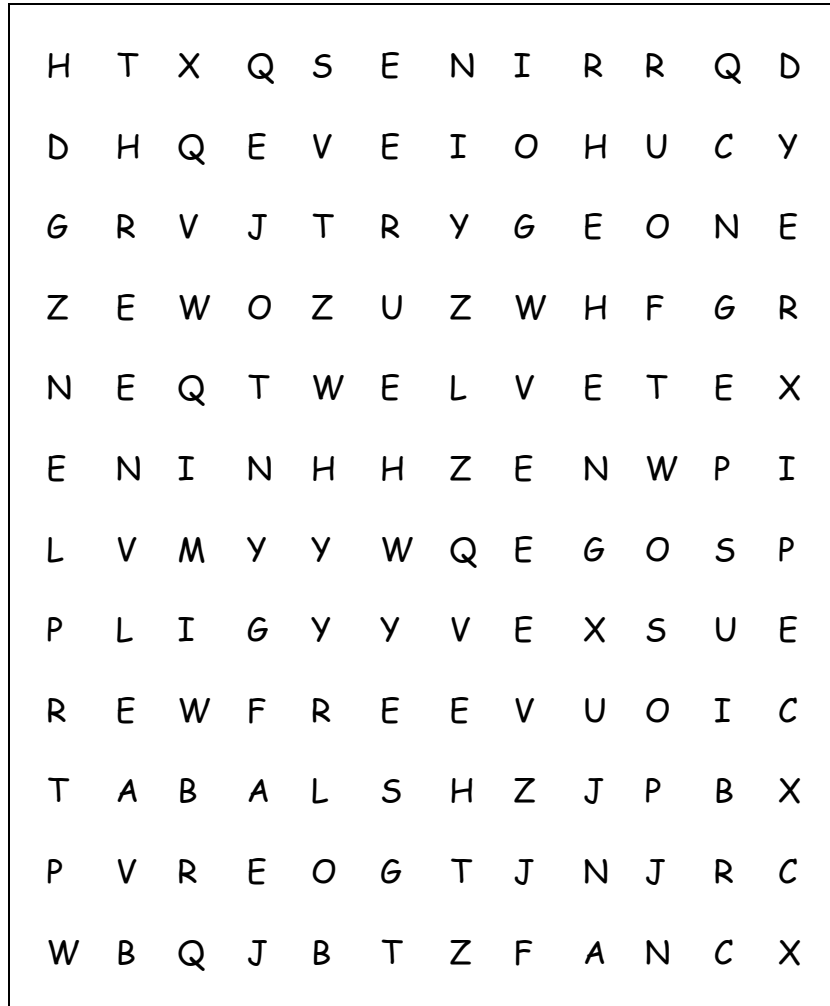 H T X Q S E N I R R Q D
D H Q E V E I O H U C Y
G R V J T R Y G E O N E
Z E W O Z U Z W H F G R
N E Q T W E L V E T E X
E N I N H H Z E N W P I
L V M Y Y W Q E G O S P
P L I G Y Y V E X S U E
R E W F R E E V U O I C
T A B A L S H Z J P B X
P V R E O G T J N J R C
W B Q J B T Z F A N C X